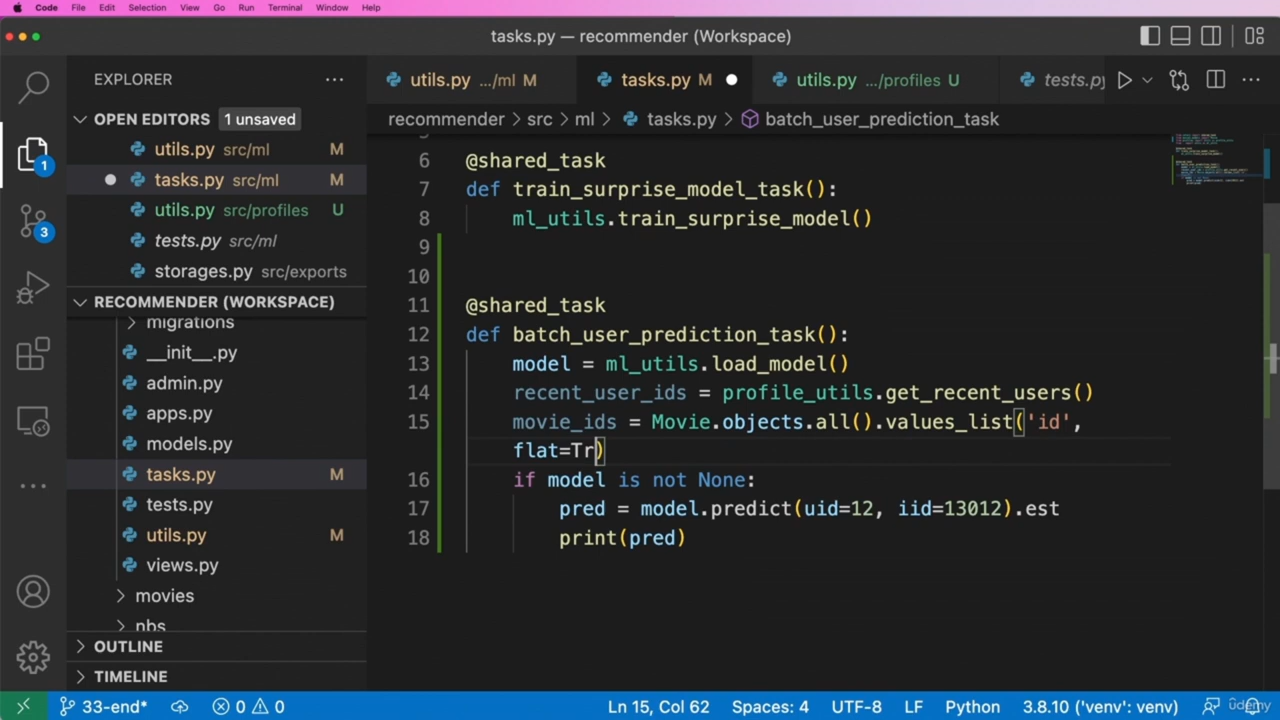 Code File Edit Selection View Go Run Terminal Window Help
tasks.py — recommender (Workspace)
EXPLORER
utils.py .../ml M tasks.py M utils.py .../profiles U tests.py
OPEN EDITORS 1 unsaved
recommender > src > ml > tasks.py > batch_user_prediction_task
utils.py src/ml M
tasks.py src/ml M
utils.py src/profiles U
tests.py src/ml
storages.py src/exports
1
3
RECOMMENDER (WORKSPACE)
migrations
__init__.py
admin.py
apps.py
models.py
tasks.py M
tests.py
utils.py M
views.py
movies
nbs
OUTLINE
TIMELINE
6 @shared_task
7 def train_surprise_model_task():
8 ml_utils.train_surprise_model()
9
10
11 @shared_task
12 def batch_user_prediction_task():
13 model = ml_utils.load_model()
14 recent_user_ids = profile_utils.get_recent_users()
15 movie_ids = Movie.objects.all().values_list('id',
flat=Tr)
16 if model is not None:
17 pred = model.predict(uid=12, iid=13012).est
18 print(pred)
33-end* 0 0 Ln 15, Col 62 Spaces: 4 UTF-8 LF Python 3.8.10 ('venv': venv)
udemy